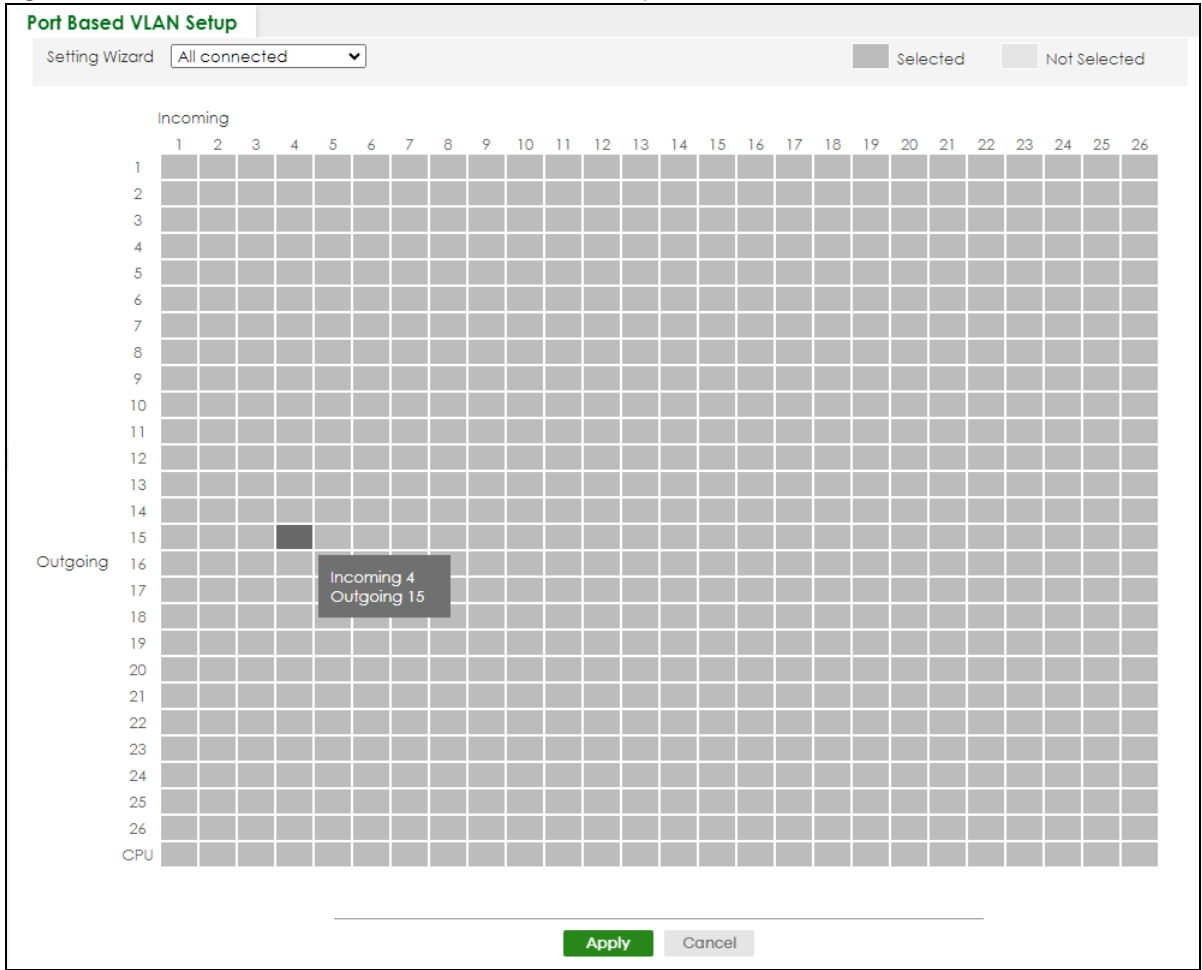 Port Based VLAN Setup
Setting Wizard All connected Selected Not Selected
Incoming
1 2 3 4 5 6 7 8 9 10 11 12 13 14 15 16 17 18 19 20 21 22 23 24 25 26
1
2
3
4
5
6
7
8
9
10
11
12
13
14
15
Outgoing 16
Incoming 4
17
Outgoing 15
18
19
20
21
22
23
24
25
26
CPU
Apply Cancel